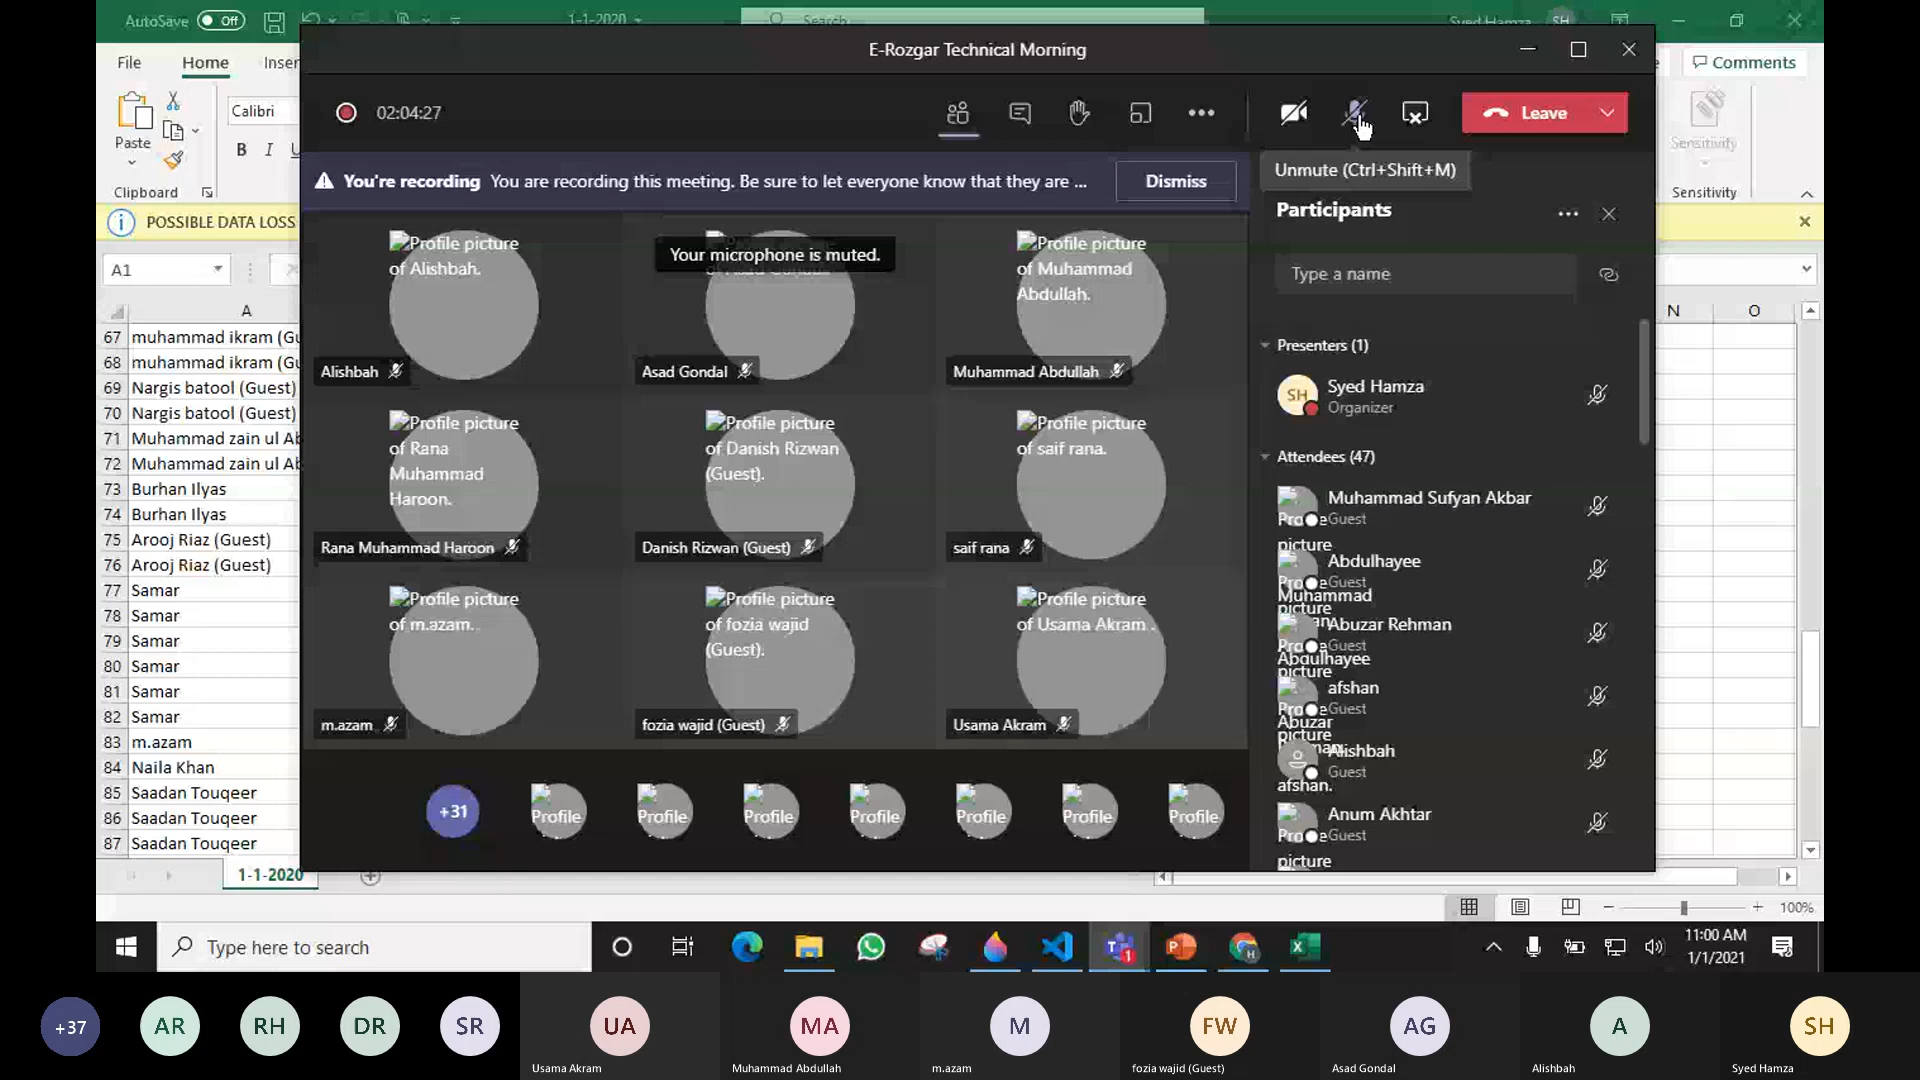 AutoSave Off
1-1-2020
Search
Syed Hamza
SH
E-Rozgar Technical Morning
File
Home
Inser
Comments
02:04:27
Leave
Paste
Calibri
B I U
Clipboard
Sensitivity
Sensitivity
You're recording You are recording this meeting. Be sure to let everyone know that they are ...
Dismiss
Unmute (Ctrl+Shift+M)
POSSIBLE DATA LOSS
Participants
Your microphone is muted.
Type a name
A1
A
N
O
67 muhammad ikram (Gu
68 muhammad ikram (Gu
69 Nargis batool (Guest)
70 Nargis batool (Guest)
71 Muhammad zain ul Ab
72 Muhammad zain ul Ab
73 Burhan Ilyas
74 Burhan Ilyas
75 Arooj Riaz (Guest)
76 Arooj Riaz (Guest)
77 Samar
78 Samar
79 Samar
80 Samar
81 Samar
82 Samar
83 m.azam
84 Naila Khan
85 Saadan Touqeer
86 Saadan Touqeer
87 Saadan Touqeer
1-1-2020
Profile picture
of Alishbah.
Alishbah
Asad Gondal
Profile picture
of Muhammad
Abdullah.
Muhammad Abdullah
Profile picture
of Rana
Muhammad
Haroon.
Rana Muhammad Haroon
Profile picture
of Danish Rizwan
(Guest).
Danish Rizwan (Guest)
Profile picture
of saif rana.
saif rana
Profile picture
of m.azam.
m.azam
Profile picture
of fozia wajid
(Guest).
fozia wajid (Guest)
Profile picture
of Usama Akram.
Usama Akram
+31
Profile
Profile
Profile
Profile
Profile
Profile
Profile
Presenters (1)
SH
Syed Hamza
Organizer
Attendees (47)
Muhammad Sufyan Akbar
Guest
picture
Abdulhayee
Guest
Muhammad
picture
Abuzar Rehman
Guest
Abdulhayee
picture
afshan
Guest
Abuzar
picture
Alishbah
Guest
afshan.
Anum Akhtar
Guest
picture
100%
Type here to search
1
H
11:00 AM
1/1/2021
+37
AR
RH
DR
SR
UA
Usama Akram
MA
Muhammad Abdullah
M
m.azam
FW
fozia wajid (Guest)
AG
Asad Gondal
A
Alishbah
SH
Syed Hamza